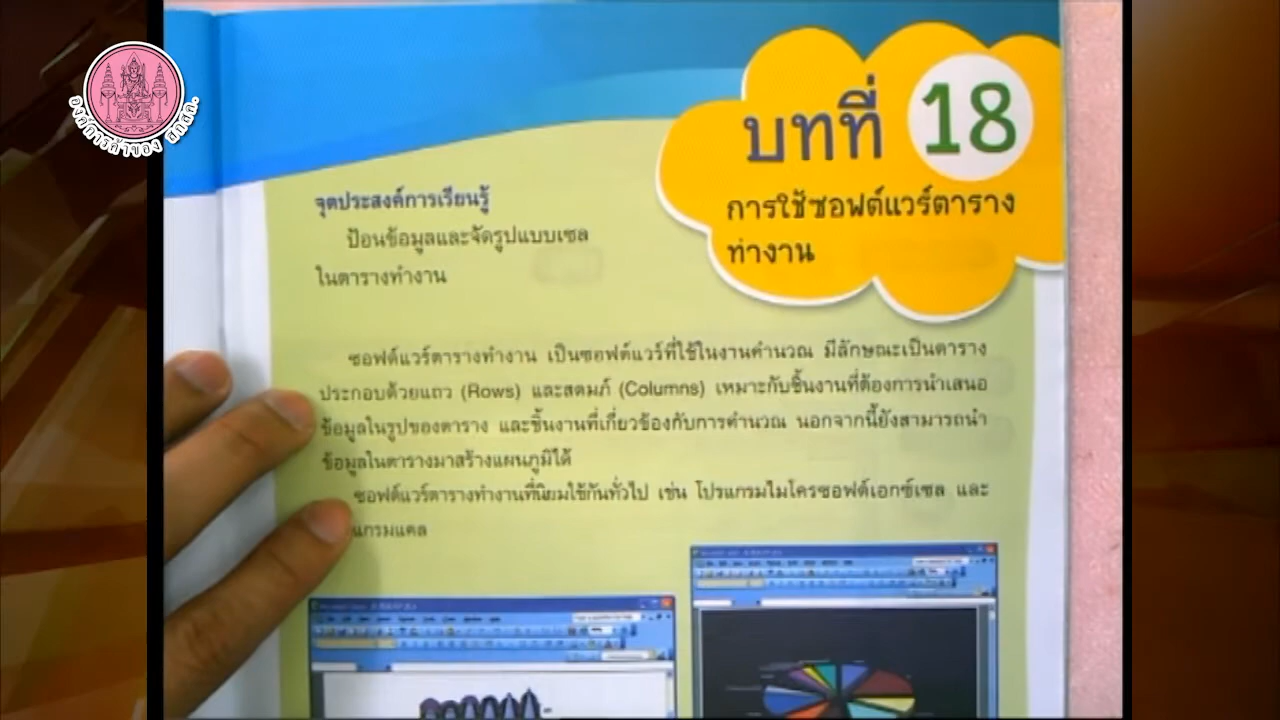 องค์การค้าของ สกสค.
บทที่ 18
การใช้ซอฟต์แวร์ตาราง
ทำงาน
จุดประสงค์การเรียนรู้
ป้อนข้อมูลและจัดรูปแบบเซล
ในตารางทำงาน
ซอฟต์แวร์ตารางทำงาน เป็นซอฟต์แวร์ที่ใช้ในงานคำนวณ มีลักษณะเป็นตาราง
ประกอบด้วยแถว (Rows) และสดมภ์ (Columns) เหมาะกับชิ้นงานที่ต้องการนำเสนอ
ข้อมูลในรูปของตาราง และชิ้นงานที่เกี่ยวข้องกับการคำนวณ นอกจากนี้ยังสามารถนำ
ข้อมูลในตารางมาสร้างแผนภูมิได้
ซอฟต์แวร์ตารางทำงานที่นิยมใช้กันทั่วไป เช่น โปรแกรมไมโครซอฟต์เอกซ์เซล และ
แกรมแคล